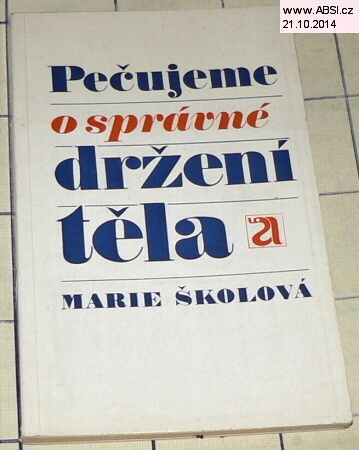 www.ABSI.cz
21.10.2014
Pečujeme
o správné
držení
těla
MARIE ŠKOLOVÁ